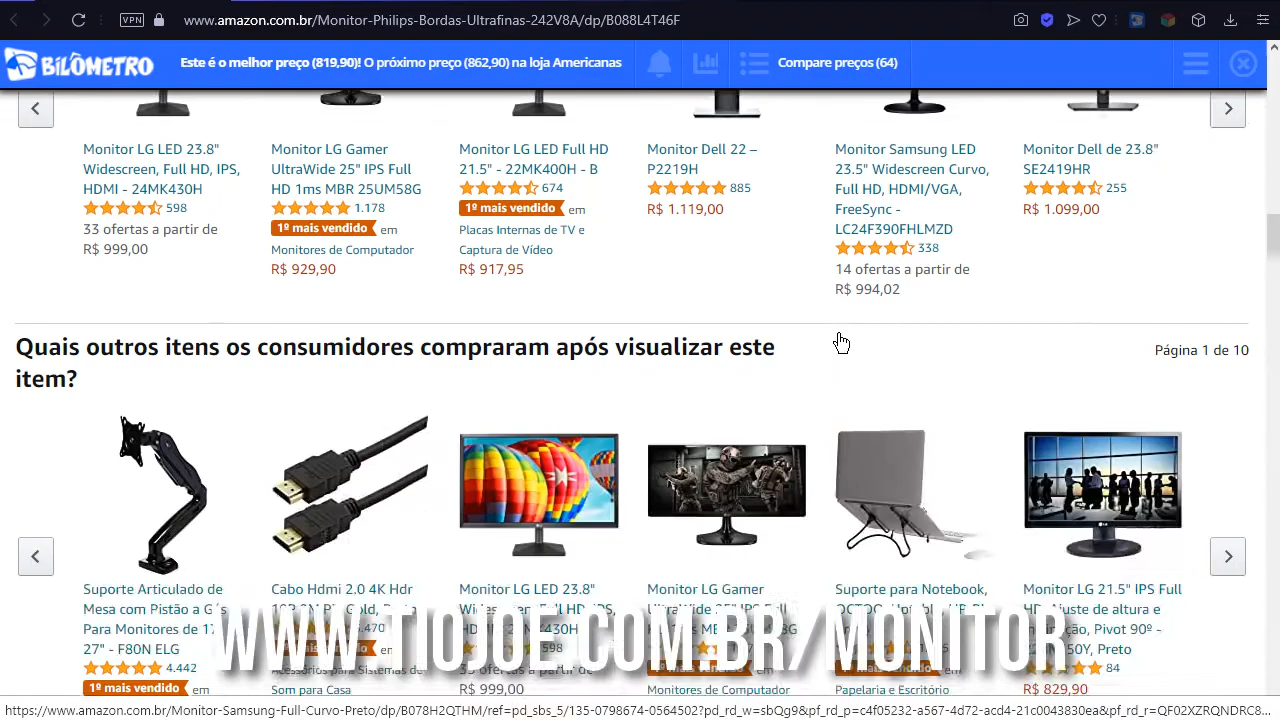 VPN www.amazon.com.br/Monitor-Philips-Bordas-Ultrafinas-242V8A/dp/B088L4T46F
BILÔMETRO Este é o melhor preço (819,90)! O próximo preço (862,90) na loja Americanas Compare preços (64)
Monitor LG LED 23.8"
Widescreen, Full HD, IPS,
HDMI - 24MK430H
598
33 ofertas a partir de
R$ 999,00
Monitor LG Gamer
UltraWide 25" IPS Full
HD 1ms MBR 25UM58G
1.178
1º mais vendido em
Monitores de Computador
R$ 929,90
Monitor LG LED Full HD
21.5" - 22MK400H - B
674
1º mais vendido em
Placas Internas de TV e
Captura de Vídeo
R$ 917,95
Monitor Dell 22 –
P2219H
885
R$ 1.119,00
Monitor Samsung LED
23.5" Widescreen Curvo,
Full HD, HDMI/VGA,
FreeSync -
LC24F390FHLMZD
338
14 ofertas a partir de
R$ 994,02
Monitor Dell de 23.8"
SE2419HR
255
R$ 1.099,00
Quais outros itens os consumidores compraram após visualizar este
item?
Página 1 de 10
Suporte Articulado de
Mesa com Pistão a Gás
Para Monitores de 17
27" - F80N ELG
4.442
1º mais vendido em
Cabo Hdmi 2.0 4K Hdr
em
Som para Casa
Monitor LG LED 23.8"
598
R$ 999,00
Monitor LG Gamer
Monitores de Computador
Suporte para Notebook,
em
Papelaria e Escritório
Monitor LG 21.5" IPS Full
HD, Ajuste de altura e
Pivot 90º -
Preto
84
R$ 829,90
WWW.TIOJOE.COM.BR/MONITOR
https://www.amazon.com.br/Monitor-Samsung-Full-Curvo-Preto/dp/B078H2QTHM/ref=pd_sbs_5/135-0798674-0564502?pd_rd_w=sbQg9&pf_rd_p=c4f05232-a567-4d72-acd4-21c0043830ea&pf_rd_r=QF02XZRQNDRC8...